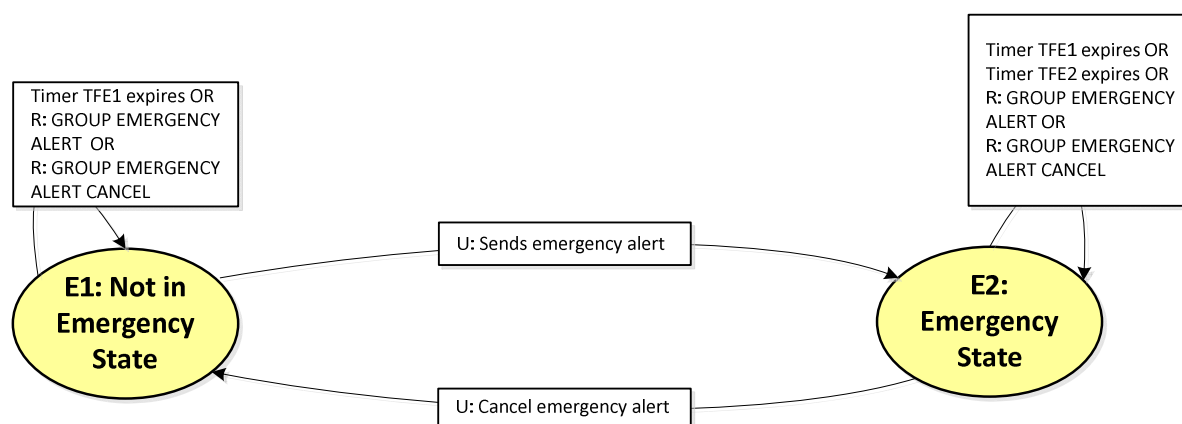 Timer TFE1 expires OR
Timer TFE2 expires OR
R: GROUP EMERGENCY
ALERT OR
R: GROUP EMERGENCY
ALERT CANCEL
Timer TFE1 expires OR
R: GROUP EMERGENCY
ALERT OR
R: GROUP EMERGENCY
ALERT CANCEL
U: Sends emergency alert
E1: Not in
Emergency
State
E2:
Emergency
State
U: Cancel emergency alert